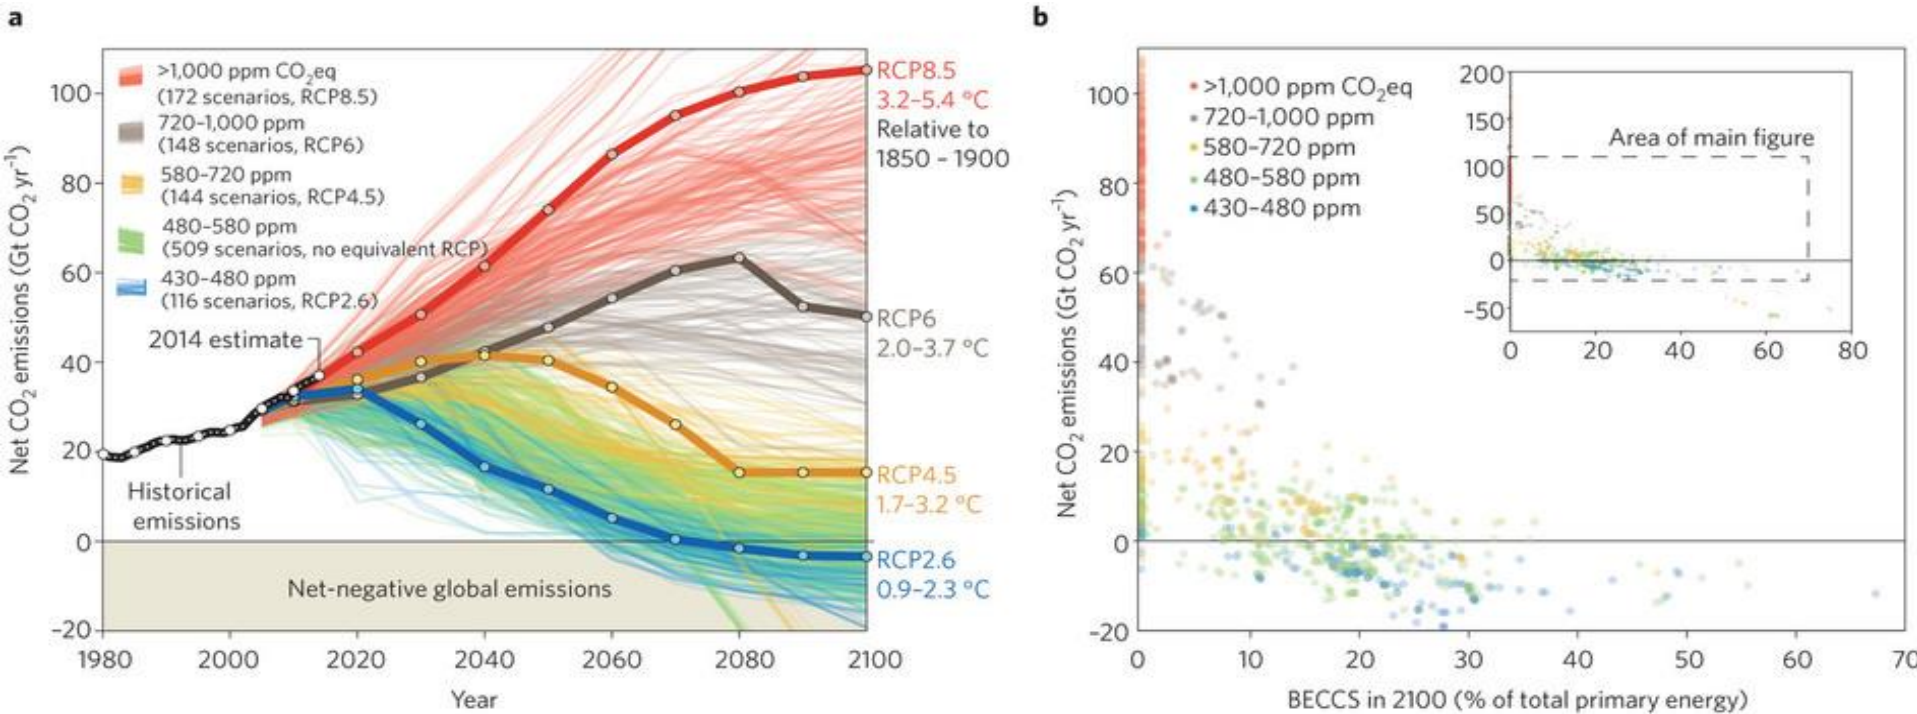 a
>1,000 ppm CO₂eq
(172 scenarios, RCP8.5)
720–1,000 ppm
(148 scenarios, RCP6)
580–720 ppm
(144 scenarios, RCP4.5)
480–580 ppm
(509 scenarios, no equivalent RCP)
430–480 ppm
(116 scenarios, RCP2.6)
2014 estimate
Historical
emissions
Net-negative global emissions
RCP8.5
3.2–5.4 °C
Relative to
1850 – 1900
RCP6
2.0–3.7 °C
RCP4.5
1.7–3.2 °C
RCP2.6
0.9–2.3 °C
Net CO₂ emissions (Gt CO₂ yr⁻¹)
100
80
60
40
20
0
−20
1980 2000 2020 2040 2060 2080 2100
Year
b
>1,000 ppm CO₂eq
720–1,000 ppm
580–720 ppm
480–580 ppm
430–480 ppm
200
150
100
50
0
−50
Area of main figure
0 20 40 60 80
Net CO₂ emissions (Gt CO₂ yr⁻¹)
100
80
60
40
20
0
−20
0 10 20 30 40 50 60 70
BECCS in 2100 (% of total primary energy)